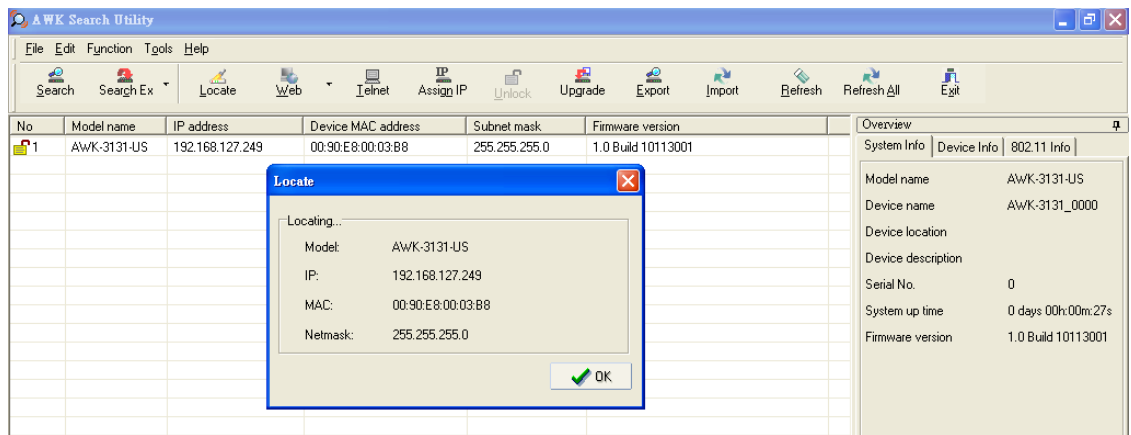 AWK Search Utility
File Edit Function Tools Help
Search Search Ex Locate Web Telnet Assign IP Unlock Upgrade Export Import Refresh Refresh All Exit
No Model name IP address Device MAC address Subnet mask Firmware version
1 AWK-3131-US 192.168.127.249 00:90:E8:00:03:B8 255.255.255.0 1.0 Build 10113001
Locate
Locating...
Model: AWK-3131-US
IP: 192.168.127.249
MAC: 00:90:E8:00:03:B8
Netmask: 255.255.255.0
OK
Overview
System Info Device Info 802.11 Info
Model name AWK-3131-US
Device name AWK-3131_0000
Device location
Device description
Serial No. 0
System up time 0 days 00h:00m:27s
Firmware version 1.0 Build 10113001